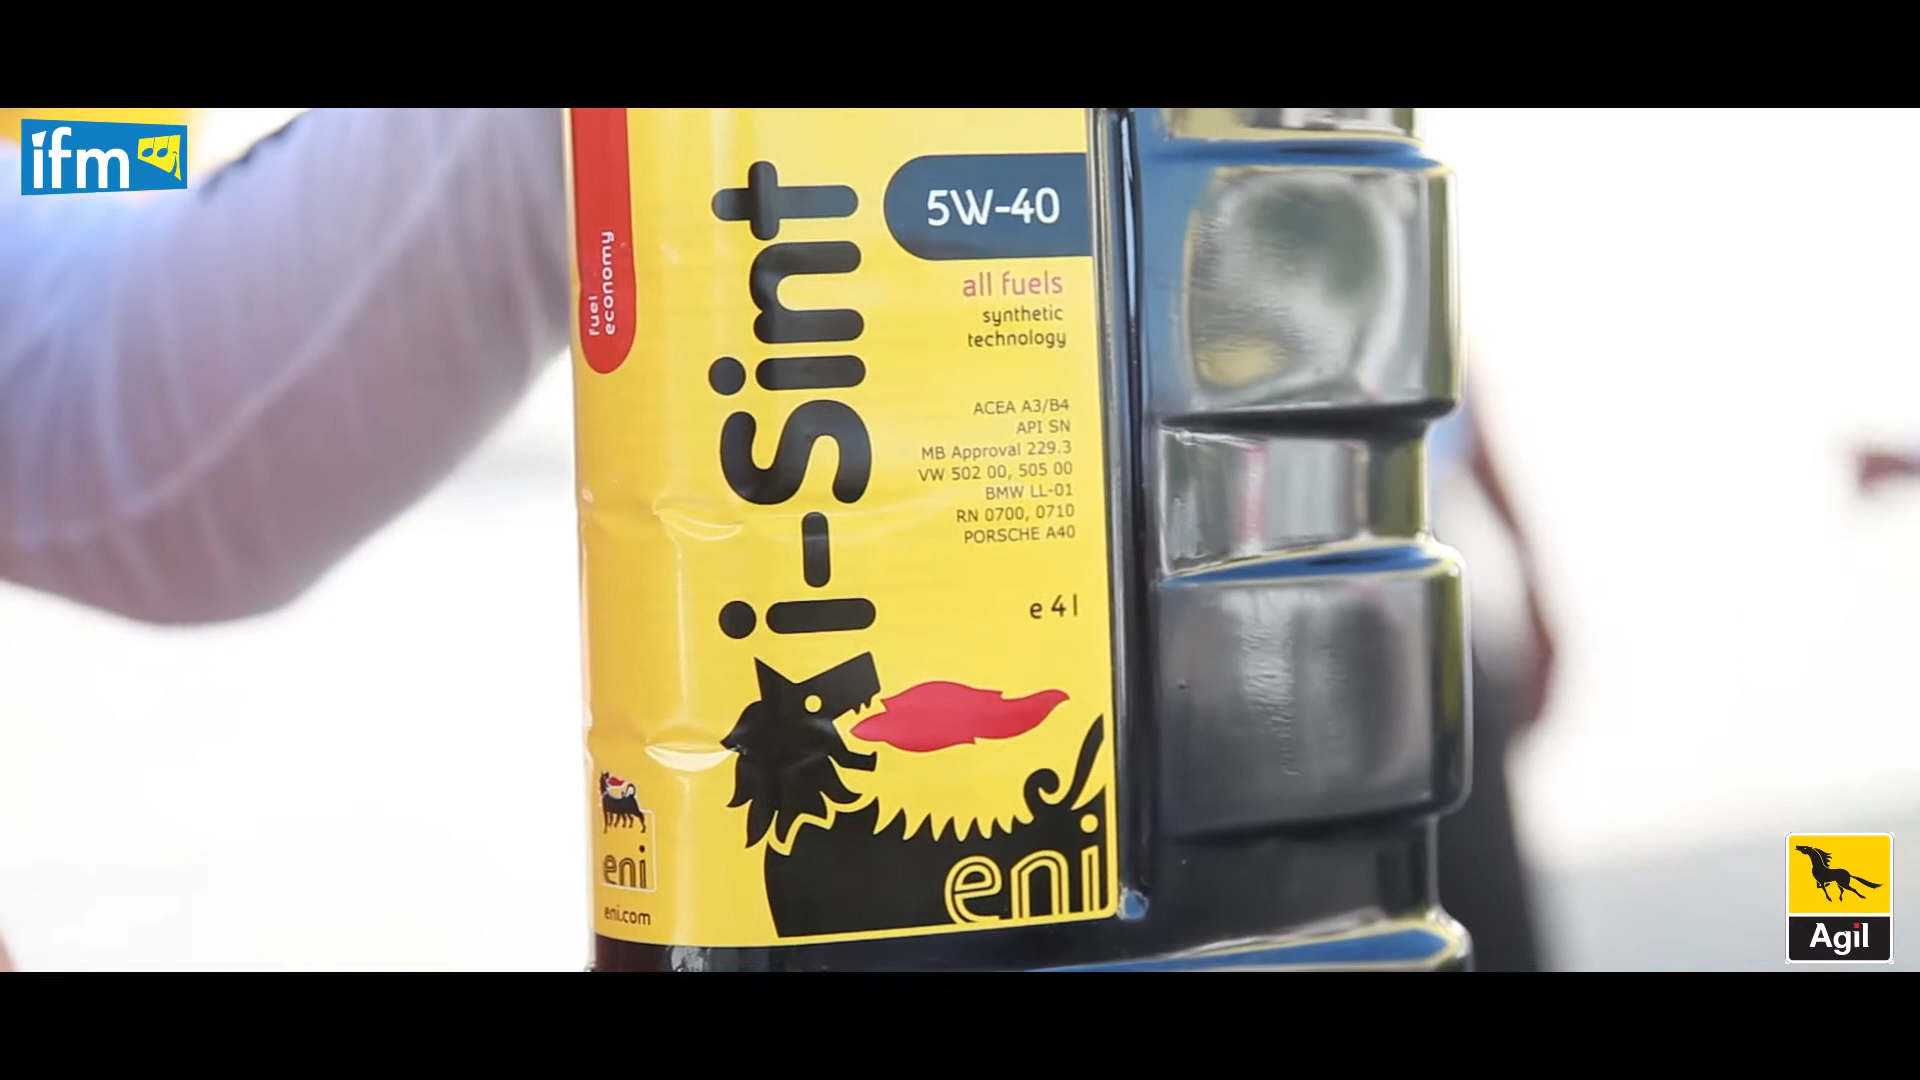 ifm
fuel
economy
i-Sint
5W-40
all fuels
synthetic
technology
ACEA A3/B4
API SN
MB Approval 229.3
VW 502 00, 505 00
BMW LL-01
RN 0700, 0710
PORSCHE A40
e 4 l
eni
eni
eni.com
Agil